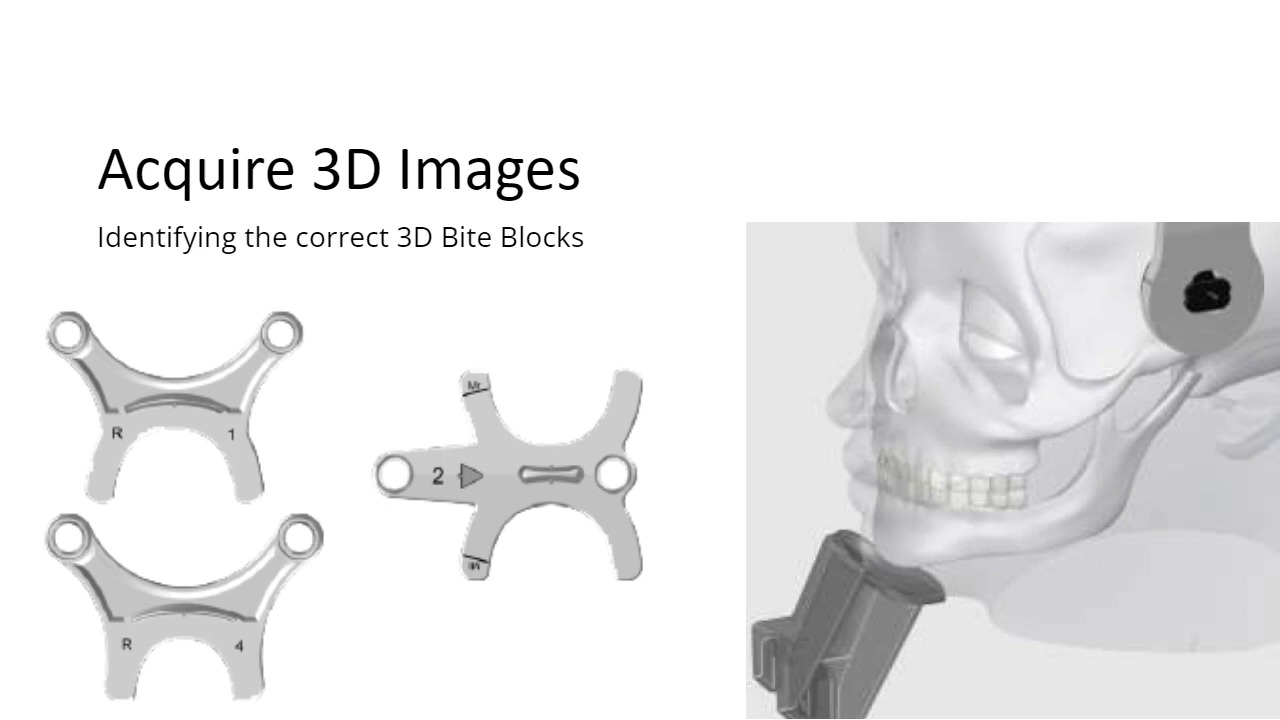 Acquire 3D Images
Identifying the correct 3D Bite Blocks
R 1
2
R 4